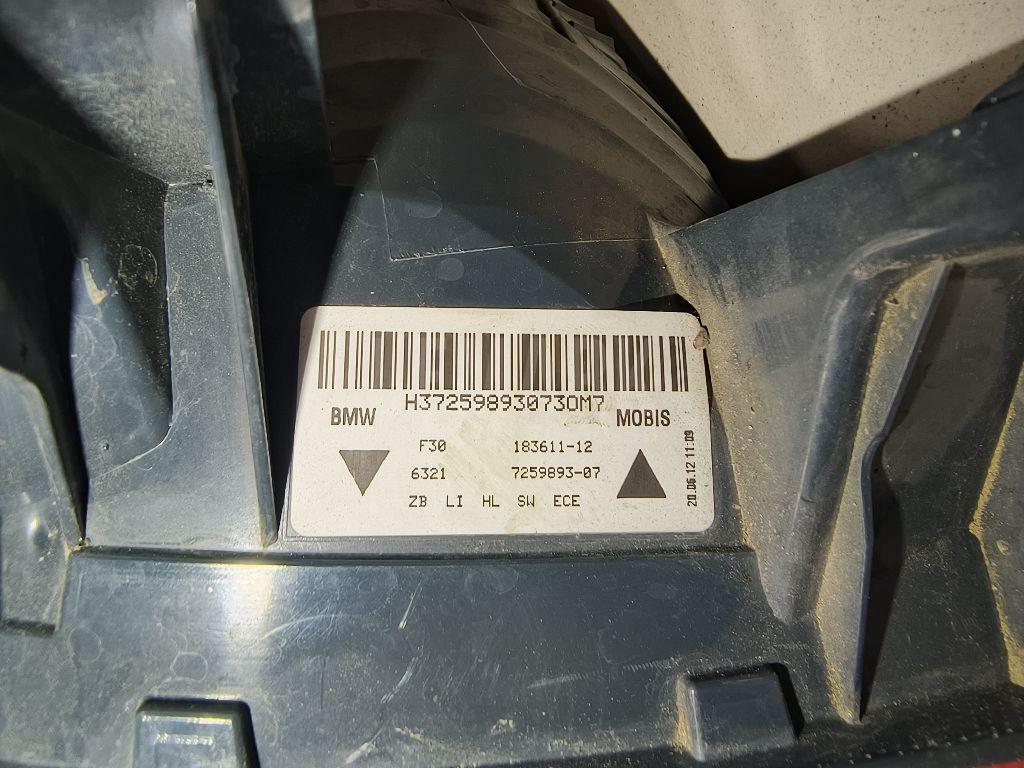 H37259893073OM7
BMW MOBIS
F30 183611-12
6321 7259893-07
ZB LI HL SW ECE
20.06.12 11:09